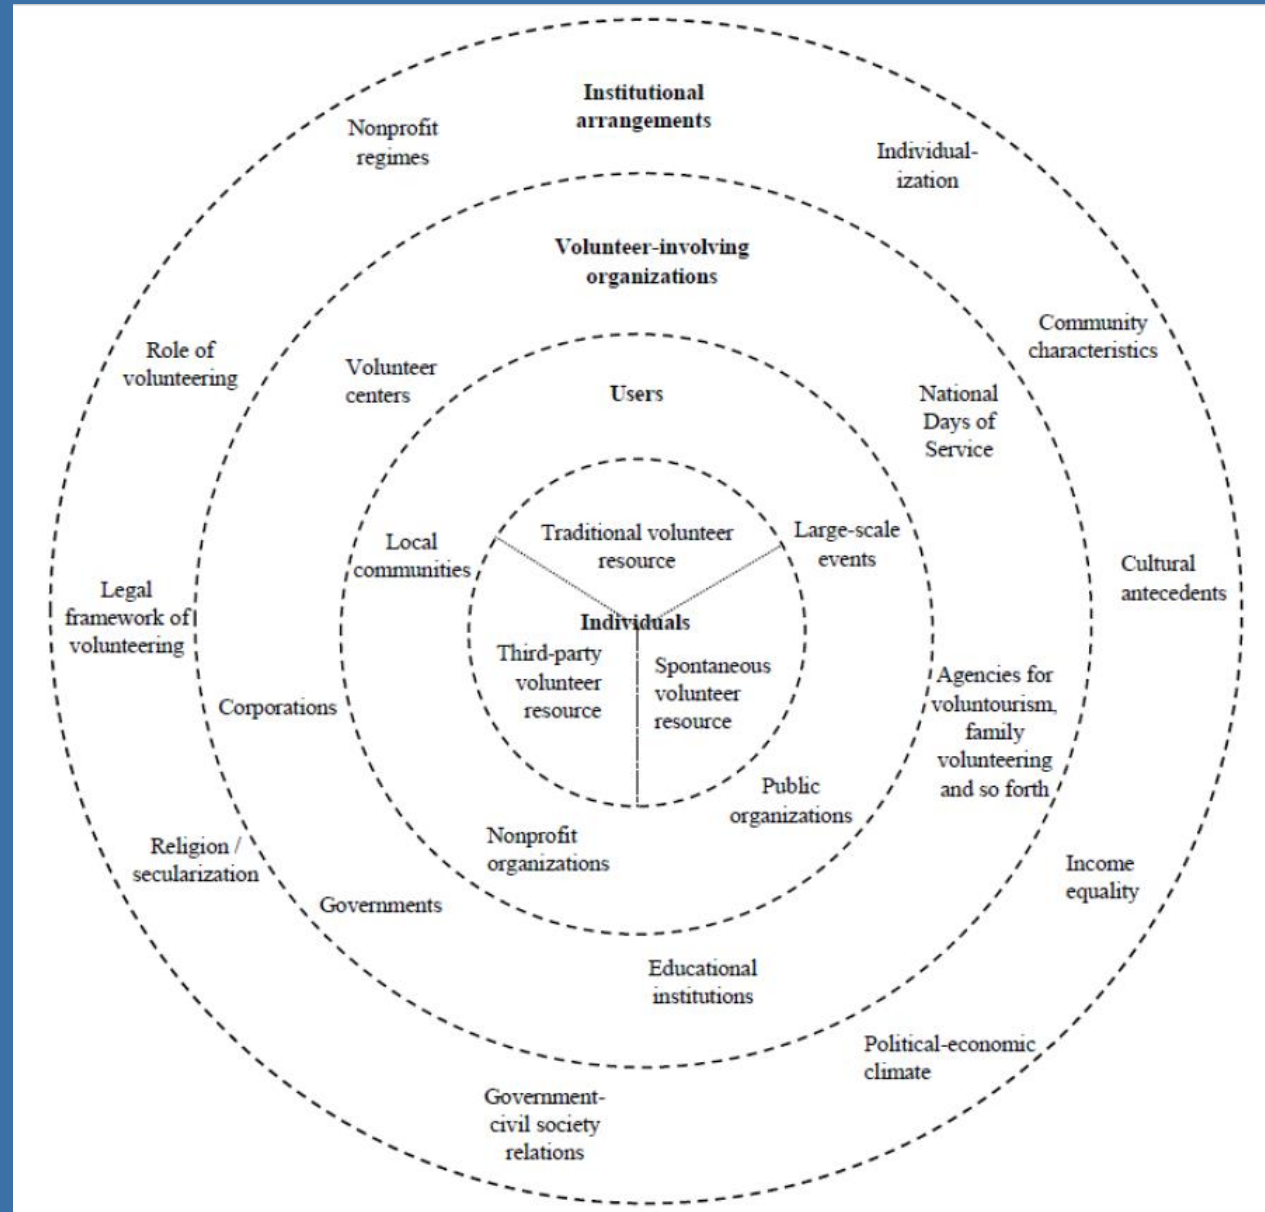 Institutional
arrangements
Nonprofit
regimes
Individual-
ization
Volunteer-involving
organizations
Community
characteristics
Role of
volunteering
Volunteer
centers
Users
National
Days of
Service
Traditional volunteer
resource
Large-scale
events
Local
communities
Cultural
antecedents
Legal
framework of
volunteering
Individuals
Third-party
volunteer
resource
Spontaneous
volunteer
resource
Agencies for
voluntourism,
family
volunteering
and so forth
Corporations
Public
organizations
Nonprofit
organizations
Religion /
secularization
Income
equality
Governments
Educational
institutions
Political-economic
climate
Government-
civil society
relations